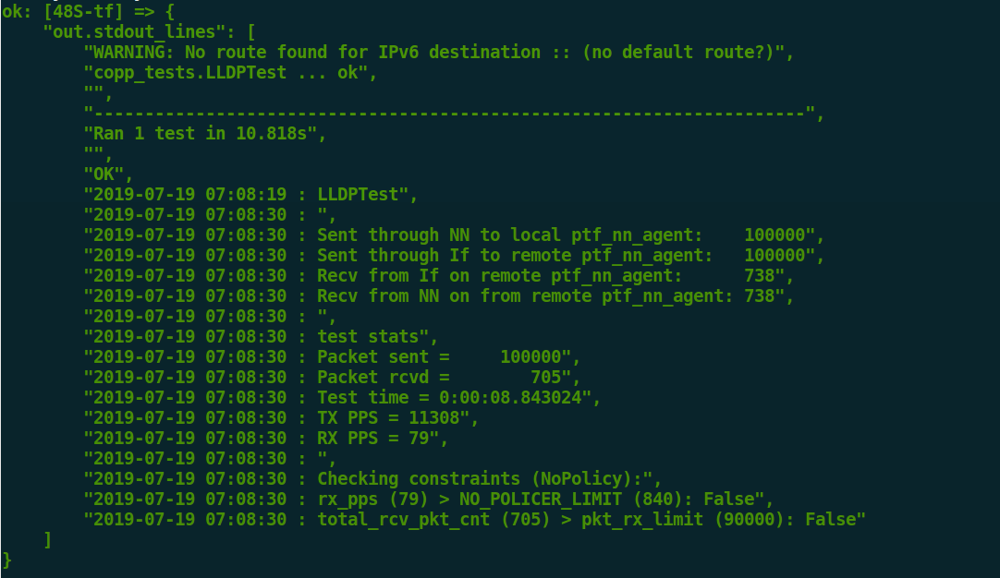 ok: [48S-tf] => {
    "out.stdout_lines": [
        "WARNING: No route found for IPv6 destination :: (no default route?)",
        "copp_tests.LLDPTest ... ok",
        "",
        "----------------------------------------------------------------------",
        "Ran 1 test in 10.818s",
        "",
        "OK",
        "2019-07-19 07:08:19 : LLDPTest",
        "2019-07-19 07:08:30 : ",
        "2019-07-19 07:08:30 : Sent through NN to local ptf_nn_agent:    100000",
        "2019-07-19 07:08:30 : Sent through If to remote ptf_nn_agent:   100000",
        "2019-07-19 07:08:30 : Recv from If on remote ptf_nn_agent:      738",
        "2019-07-19 07:08:30 : Recv from NN on from remote ptf_nn_agent: 738",
        "2019-07-19 07:08:30 : ",
        "2019-07-19 07:08:30 : test stats",
        "2019-07-19 07:08:30 : Packet sent =     100000",
        "2019-07-19 07:08:30 : Packet rcvd =        705",
        "2019-07-19 07:08:30 : Test time = 0:00:08.843024",
        "2019-07-19 07:08:30 : TX PPS = 11308",
        "2019-07-19 07:08:30 : RX PPS = 79",
        "2019-07-19 07:08:30 : ",
        "2019-07-19 07:08:30 : Checking constraints (NoPolicy):",
        "2019-07-19 07:08:30 : rx_pps (79) > NO_POLICER_LIMIT (840): False",
        "2019-07-19 07:08:30 : total_rcv_pkt_cnt (705) > pkt_rx_limit (90000): False"
    ]
}